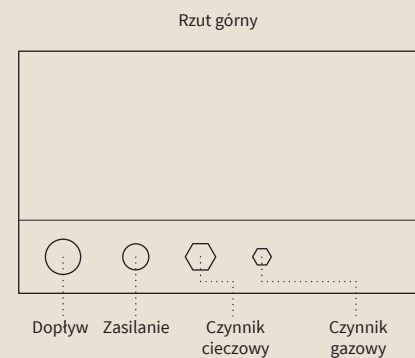 Rzut górny
Dopływ Zasilanie Czynnik Czynnik
cieczowy gazowy